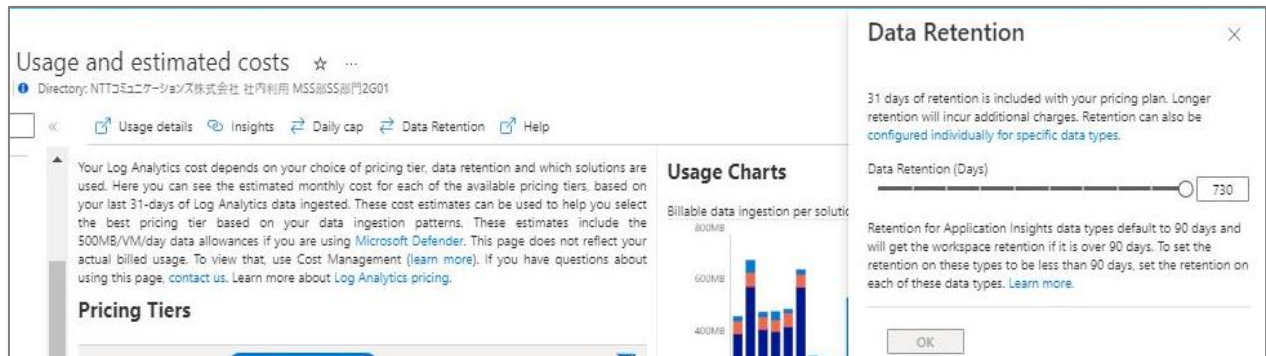 Usage and estimated costs
Directory: NTTコミュニケーションズ株式会社 社内利用 MSS部SS部門2G01
Usage details Insights Daily cap Data Retention Help
Your Log Analytics cost depends on your choice of pricing tier, data retention and which solutions are
used. Here you can see the estimated monthly cost for each of the available pricing tiers, based on
your last 31-days of Log Analytics data ingested. These cost estimates can be used to help you select
the best pricing tier based on your data ingestion patterns. These estimates include the
500MB/VM/day data allowances if you are using Microsoft Defender. This page does not reflect your
actual billed usage. To view that, use Cost Management (learn more). If you have questions about
using this page, contact us. Learn more about Log Analytics pricing.
Pricing Tiers
Usage Charts
Billable data ingestion per solutio
800MB
600MB
400MB
Data Retention
31 days of retention is included with your pricing plan. Longer
retention will incur additional charges. Retention can also be
configured individually for specific data types.
Data Retention (Days)
730
Retention for Application Insights data types default to 90 days and
will get the workspace retention if it is over 90 days. To set the
retention on these types to be less than 90 days, set the retention on
each of these data types. Learn more.
OK